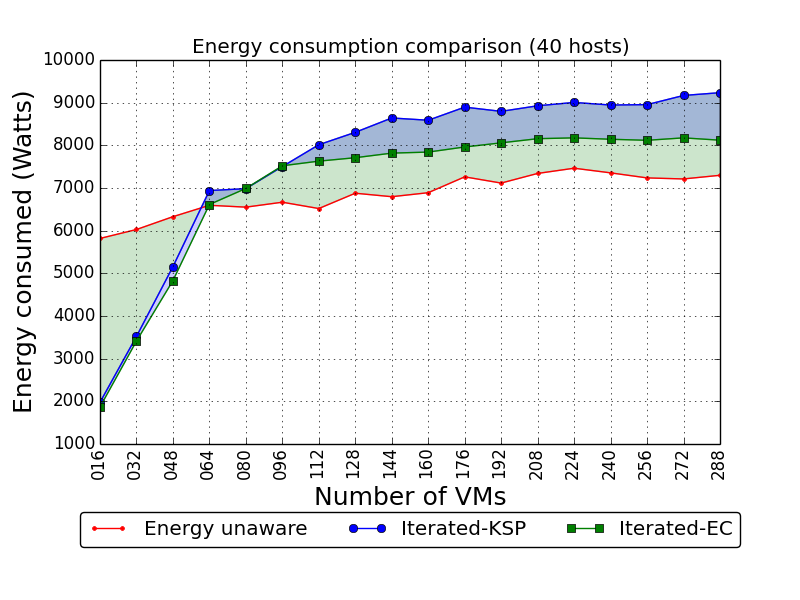 Energy consumption comparison (40 hosts)
10000
9000
8000
7000
6000
5000
4000
3000
2000
1000
Energy consumed (Watts)
016 032 048 064 080 096 112 128 144 160 176 192 208 224 240 256 272 288
Number of VMs
Energy unaware Iterated-KSP Iterated-EC